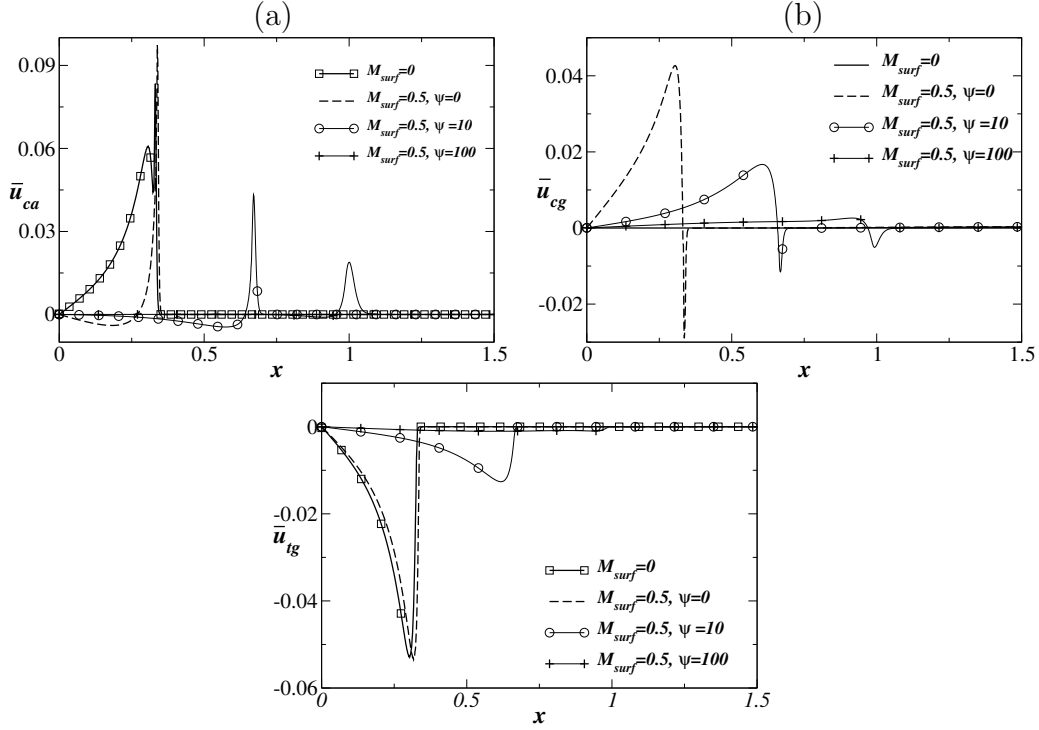 (a)
(b)
0.09
0.06
0.03
0
ū_ca
M_surf=0
M_surf=0.5, ψ=0
M_surf=0.5, ψ =10
M_surf=0.5, ψ=100
0
0.5
1
1.5
x
0.04
0.02
0
-0.02
ū_cg
M_surf=0
M_surf=0.5, ψ=0
M_surf=0.5, ψ =10
M_surf=0.5, ψ=100
0
0.5
1
1.5
x
0
-0.02
-0.04
-0.06
ū_tg
M_surf=0
M_surf=0.5, ψ=0
M_surf=0.5, ψ =10
M_surf=0.5, ψ=100
0
0.5
1
1.5
x